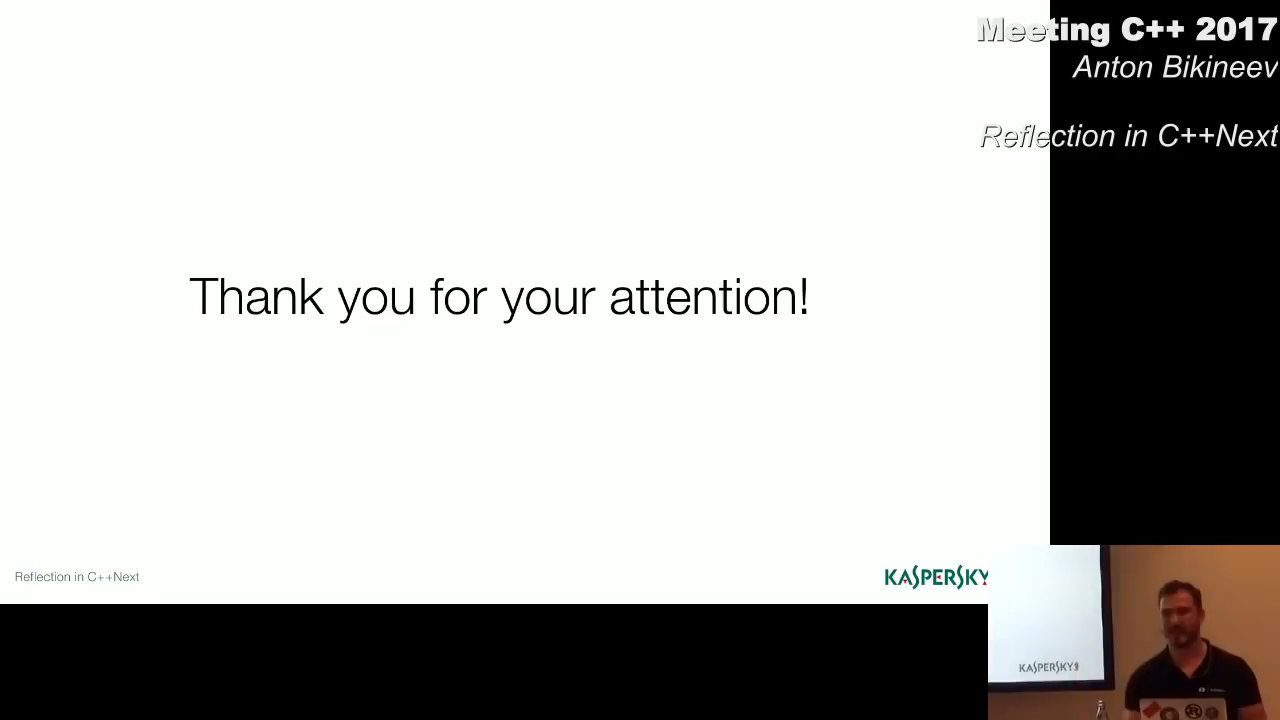 Meeting C++ 2017
Anton Bikineev
Reflection in C++Next
Thank you for your attention!
Reflection in C++Next
KASPERSKY
KASPERSKY